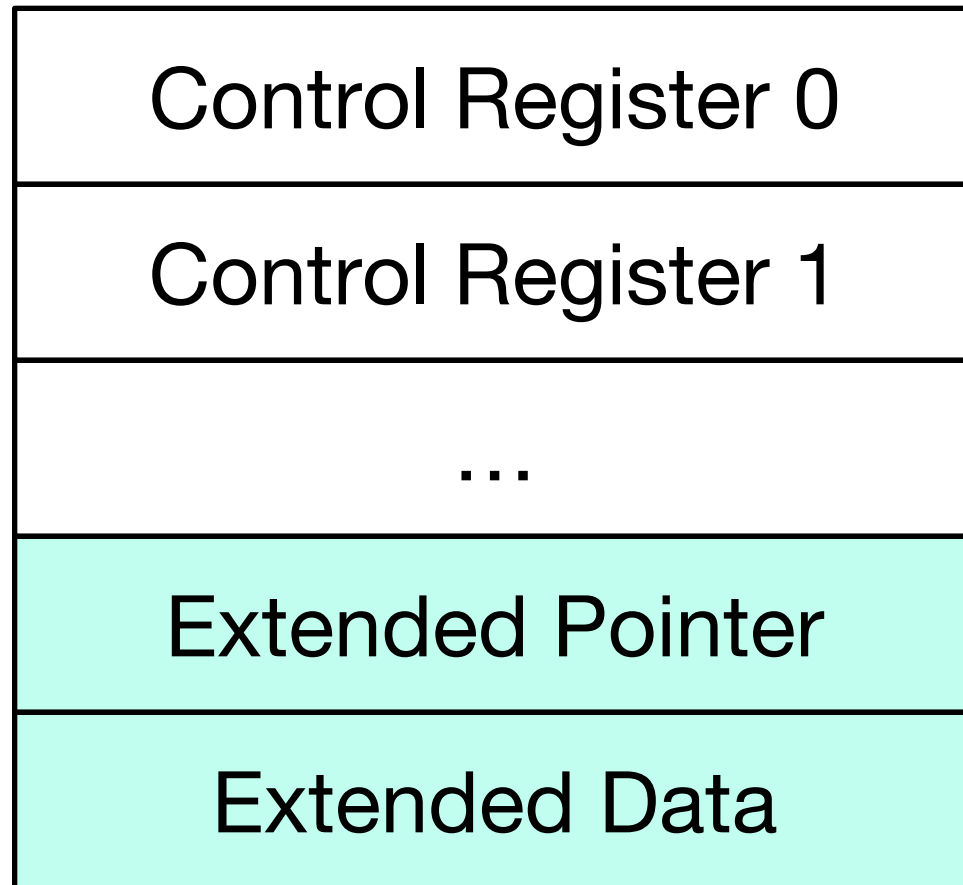 Control Register 0
Control Register 1
...
Extended Pointer
Extended Data